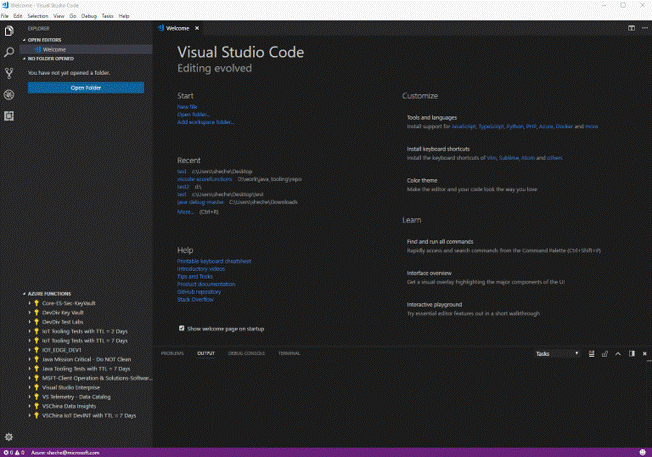 Welcome - Visual Studio Code
File Edit Selection View Go Debug Tasks Help
EXPLORER
OPEN EDITORS
Welcome
NO FOLDER OPENED
You have not yet opened a folder.
Open Folder
AZURE FUNCTIONS
Core-ES-Sec-KeyVault
DevDiv Key Vault
DevDiv Test Labs
IoT Tooling Tests with TTL = 2 Days
IoT Tooling Tests with TTL = 7 Days
IOT_EDGE_DEV1
Java Mission Critical - Do NOT Clean
Java Tooling Tests with TTL = 7 Days
MSFT-Client Operation & Solutions-Softwar...
Visual Studio Enterprise
VS Telemetry - Data Catalog
VSChina Data Insights
VSChina IoT DevINT with TTL = 7 Days
Welcome
Visual Studio Code
Editing evolved
Start
New file
Open folder...
Add workspace folder...
Recent
test c:\Users\sheche\Desktop
vscode-azurefunctions D:\work\java_tooling\repo
test2 d:\
test c:\Users\sheche\Desktop\test
java-debug-master C:\Users\sheche\Downloads
More... (Ctrl+R)
Help
Printable keyboard cheatsheet
Introductory videos
Tips and Tricks
Product documentation
GitHub repository
Stack Overflow
Show welcome page on startup
Customize
Tools and languages
Install support for JavaScript, TypeScript, Python, PHP, Azure, Docker and more
Install keyboard shortcuts
Install the keyboard shortcuts of Vim, Sublime, Atom and others
Color theme
Make the editor and your code look the way you love
Learn
Find and run all commands
Rapidly access and search commands from the Command Palette (Ctrl+Shift+P)
Interface overview
Get a visual overlay highlighting the major components of the UI
Interactive playground
Try essential editor features out in a short walkthrough
PROBLEMS OUTPUT DEBUG CONSOLE TERMINAL
Tasks
0 0 Azure: sheche@microsoft.com